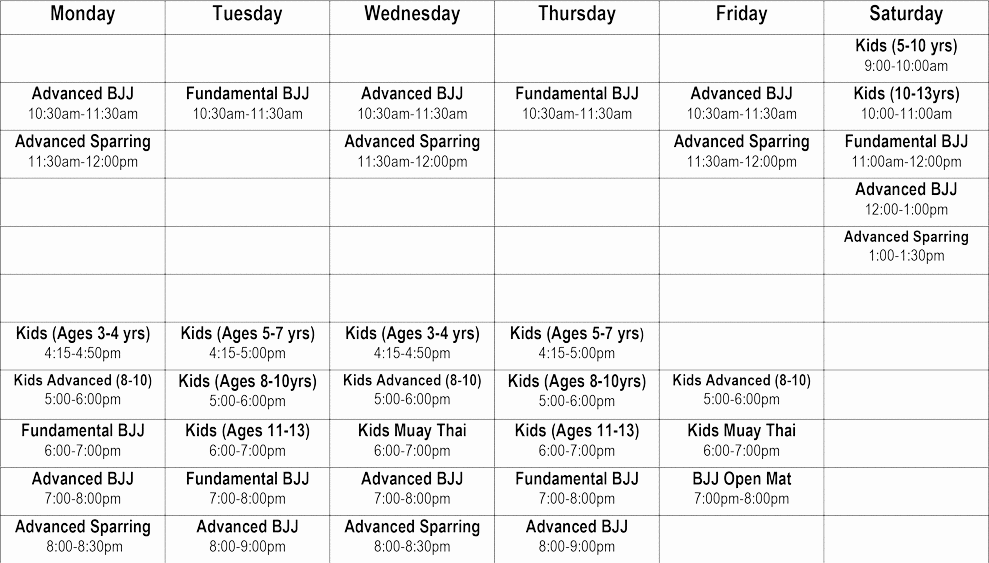 Monday Tuesday Wednesday Thursday Friday Saturday
Kids (5-10 yrs)
9:00-10:00am
Advanced BJJ Fundamental BJJ Advanced BJJ Fundamental BJJ Advanced BJJ Kids (10-13yrs)
10:30am-11:30am 10:30am-11:30am 10:30am-11:30am 10:30am-11:30am 10:30am-11:30am 10:00-11:00am
Advanced Sparring Advanced Sparring Advanced Sparring Fundamental BJJ
11:30am-12:00pm 11:30am-12:00pm 11:30am-12:00pm 11:00am-12:00pm
Advanced BJJ
12:00-1:00pm
Advanced Sparring
1:00-1:30pm
Kids (Ages 3-4 yrs) Kids (Ages 5-7 yrs) Kids (Ages 3-4 yrs) Kids (Ages 5-7 yrs)
4:15-4:50pm 4:15-5:00pm 4:15-4:50pm 4:15-5:00pm
Kids Advanced (8-10) Kids (Ages 8-10yrs) Kids Advanced (8-10) Kids (Ages 8-10yrs) Kids Advanced (8-10)
5:00-6:00pm 5:00-6:00pm 5:00-6:00pm 5:00-6:00pm 5:00-6:00pm
Fundamental BJJ Kids (Ages 11-13) Kids Muay Thai Kids (Ages 11-13) Kids Muay Thai
6:00-7:00pm 6:00-7:00pm 6:00-7:00pm 6:00-7:00pm 6:00-7:00pm
Advanced BJJ Fundamental BJJ Advanced BJJ Fundamental BJJ BJJ Open Mat
7:00-8:00pm 7:00-8:00pm 7:00-8:00pm 7:00-8:00pm 7:00pm-8:00pm
Advanced Sparring Advanced BJJ Advanced Sparring Advanced BJJ
8:00-8:30pm 8:00-9:00pm 8:00-8:30pm 8:00-9:00pm